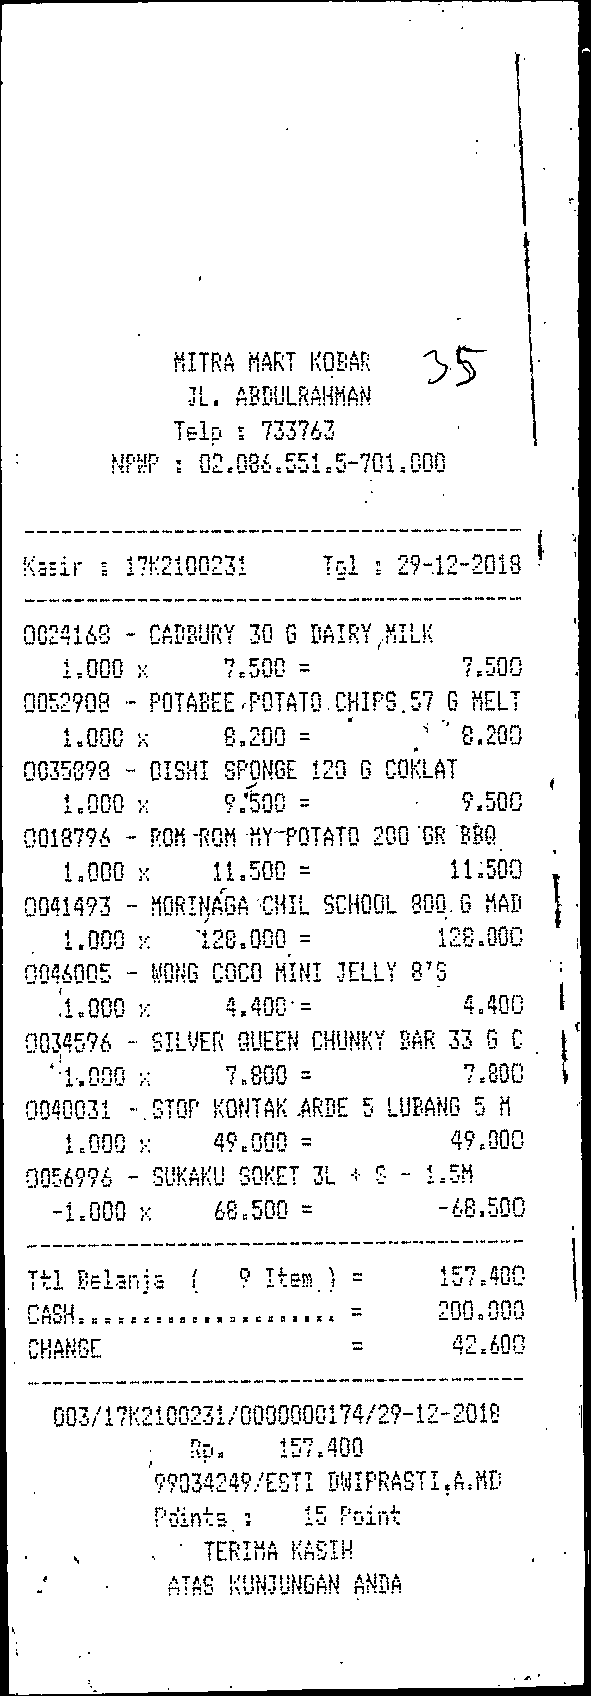 35
MITRA MART KOBAR
JL. ABDULRAHMAN
Telp : 733763
NPWP : 02.086.551.5-701.000
Kasir : 17K2100231 Tgl : 29-12-2018
0024168 - CADBURY 30 G DAIRY MILK
1.000 x 7.500 = 7.500
0052908 - POTABEE POTATO CHIPS 57 G MELT
1.000 x 8.200 = 8.200
0035898 - OISHI SPONGE 120 G COKLAT
1.000 x 9.500 = 9.500
0018796 - ROM ROM MY POTATO 200 GR BBQ
1.000 x 11.500 = 11.500
0041493 - MORINAGA CHIL SCHOOL 800 G MAD
1.000 x 128.000 = 128.000
0046005 - WONG COCO MINI JELLY 8'S
1.000 x 4.400 = 4.400
0034596 - SILVER QUEEN CHUNKY BAR 33 G C
1.000 x 7.800 = 7.800
0040031 - STOP KONTAK ARDE 5 LUBANG 5 M
1.000 x 49.000 = 49.000
0056996 - SUKAKU SOKET 3L + S - 1.5M
-1.000 x 68.500 = -68.500
Ttl Belanja ( 9 Item ) = 157.400
CASH..................... = 200.000
CHANGE = 42.600
003/17K2100231/0000000174/29-12-2018
Rp. 157.400
99034249/ESTI DWIPRASTI,A.MD
Points : 15 Point
TERIMA KASIH
ATAS KUNJUNGAN ANDA